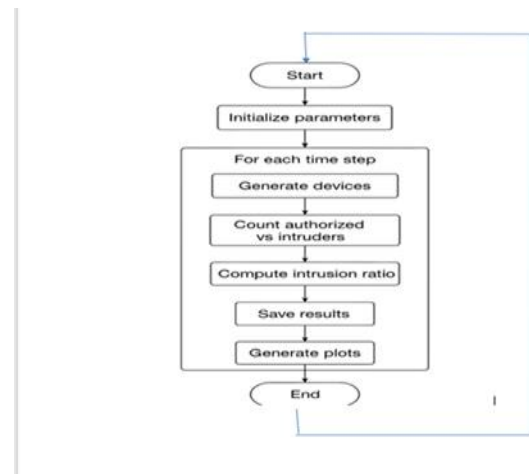 Start
Initialize parameters
For each time step
Generate devices
Count authorized
vs intruders
Compute intrusion ratio
Save results
Generate plots
End